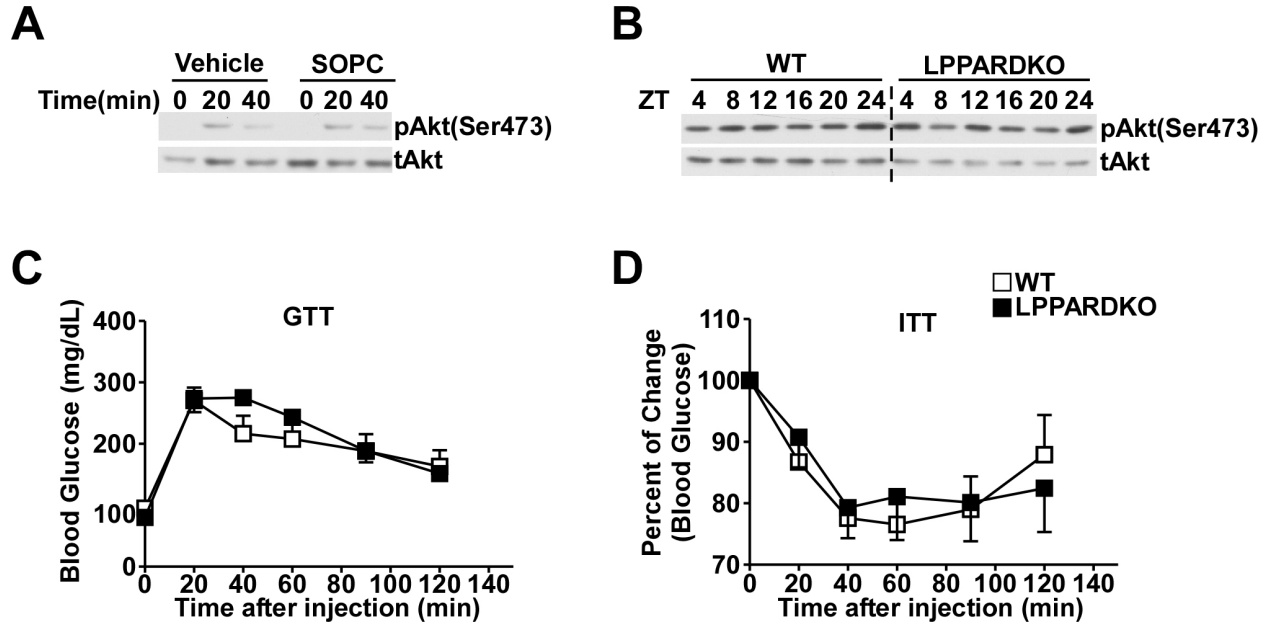 A
Vehicle SOPC
Time(min) 0 20 40 0 20 40
pAkt(Ser473)
tAkt
B
WT LPPARDKO
ZT 4 8 12 16 20 24 4 8 12 16 20 24
pAkt(Ser473)
tAkt
C
GTT
Blood Glucose (mg/dL)
400
300
200
100
0
0 20 40 60 80 100 120 140
Time after injection (min)
D
WT
LPPARDKO
ITT
Percent of Change
(Blood Glucose)
110
100
90
80
70
0 20 40 60 80 100 120 140
Time after injection (min)